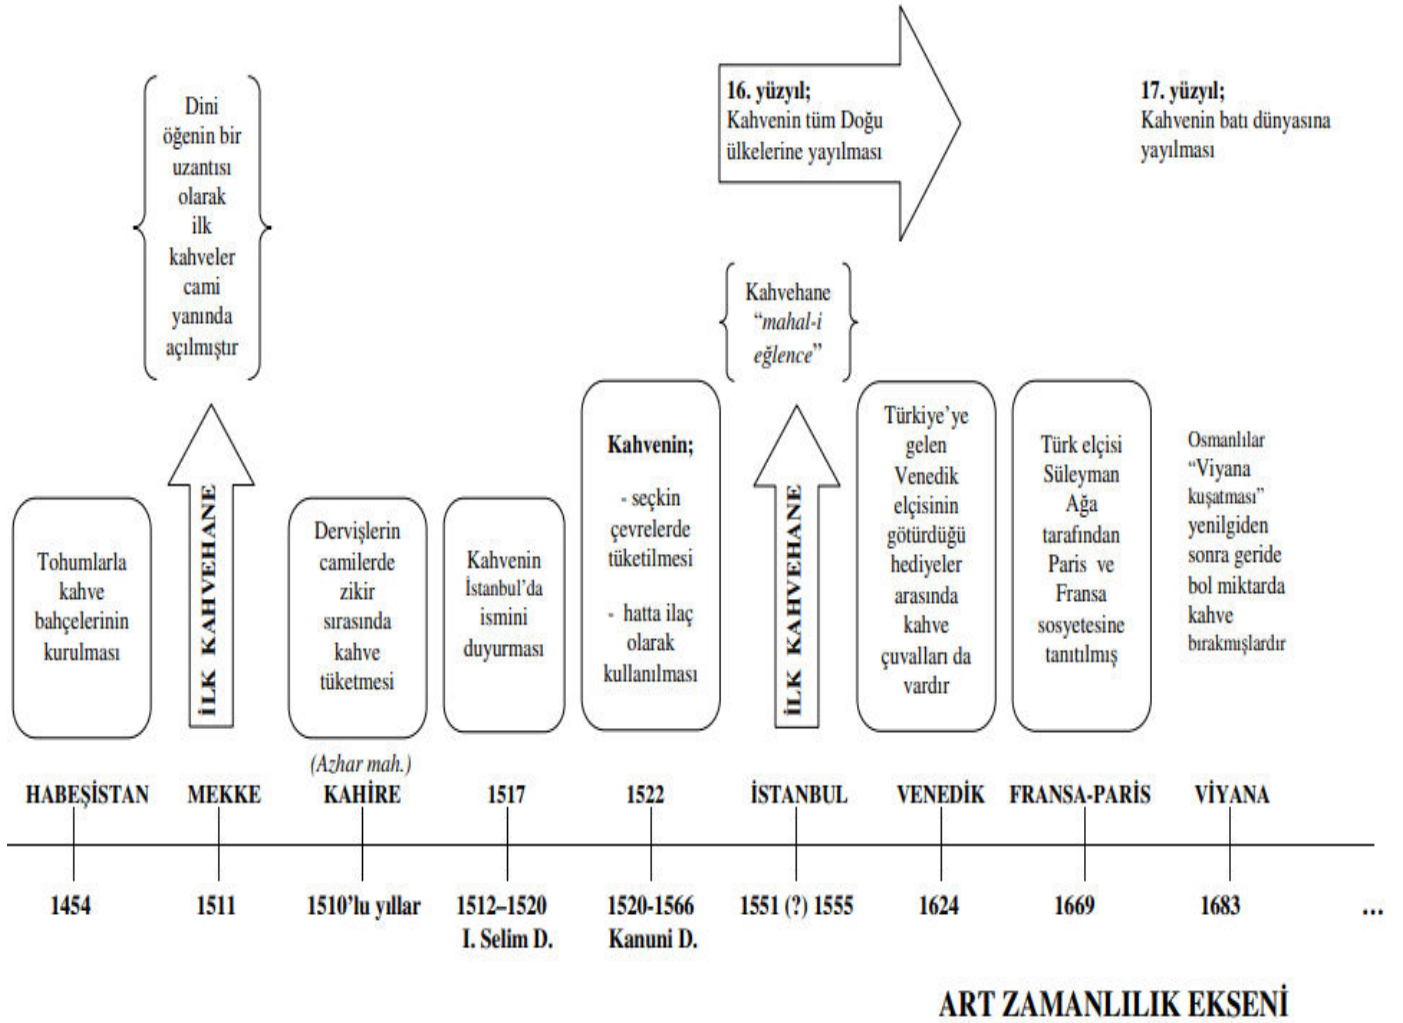 16. yüzyıl;
Kahvenin tüm Doğu
ülkelerine yayılması
17. yüzyıl;
Kahvenin batı dünyasına
yayılması
Dini
öğenin bir
uzantısı
olarak
ilk
kahveler
cami
yanında
açılmıştır
Kahvehane
“mahal-i
eğlence”
Tohumlarla
kahve
bahçelerinin
kurulması
İLK KAHVEHANE
Dervişlerin
camilerde
zikir
sırasında
kahve
tüketmesi
Kahvenin
İstanbul’da
ismini
duyurması
Kahvenin;
- seçkin
çevrelerde
tüketilmesi
- hatta ilaç
olarak
kullanılması
İLK KAHVEHANE
Türkiye’ye
gelen
Venedik
elçisinin
götürdüğü
hediyeler
arasında
kahve
çuvalları da
vardır
Türk elçisi
Süleyman
Ağa
tarafından
Paris ve
Fransa
sosyetesine
tanıtılmış
Osmanlılar
“Viyana
kuşatması”
yenilgiden
sonra geride
bol miktarda
kahve
bırakmışlardır
(Azhar mah.)
HABEŞİSTAN MEKKE KAHİRE 1517 1522 İSTANBUL VENEDİK FRANSA-PARİS VİYANA
1454 1511 1510’lu yıllar 1512–1520 1520-1566 1551 (?) 1555 1624 1669 1683 ...
I. Selim D. Kanuni D.
ART ZAMANLILIK EKSENİ